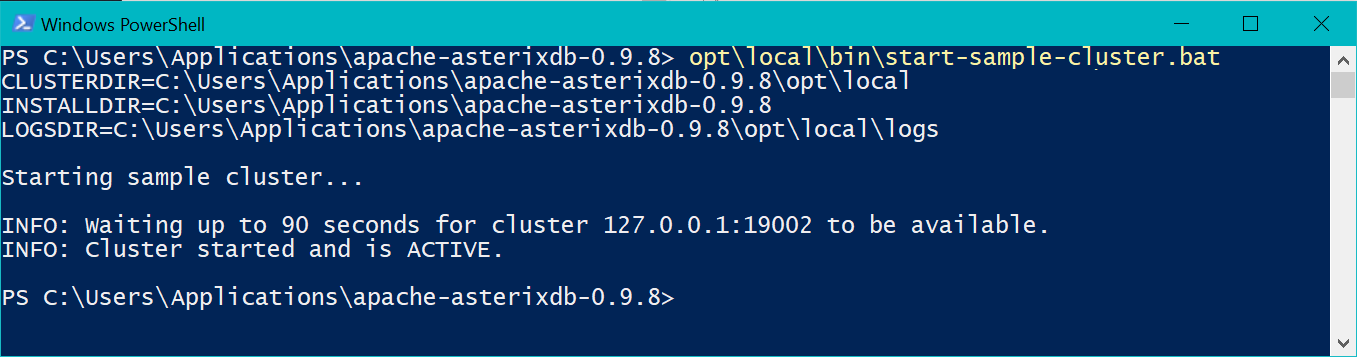 Windows PowerShell
PS C:\Users\Applications\apache-asterixdb-0.9.8> opt\local\bin\start-sample-cluster.bat
CLUSTERDIR=C:\Users\Applications\apache-asterixdb-0.9.8\opt\local
INSTALLDIR=C:\Users\Applications\apache-asterixdb-0.9.8
LOGSDIR=C:\Users\Applications\apache-asterixdb-0.9.8\opt\local\logs
Starting sample cluster...
INFO: Waiting up to 90 seconds for cluster 127.0.0.1:19002 to be available.
INFO: Cluster started and is ACTIVE.
PS C:\Users\Applications\apache-asterixdb-0.9.8>